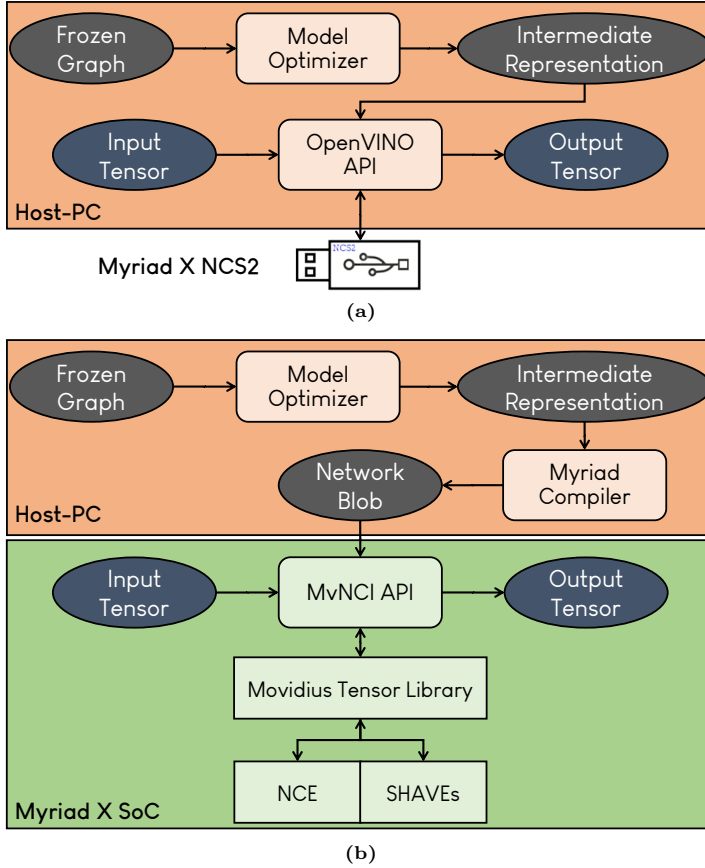 Frozen
Graph
Model
Optimizer
Intermediate
Representation
Input
Tensor
OpenVINO
API
Output
Tensor
Host-PC
Myriad X NCS2
NCS2
(a)
Frozen
Graph
Model
Optimizer
Intermediate
Representation
Network
Blob
Myriad
Compiler
Host-PC
Input
Tensor
MvNCI API
Output
Tensor
Movidius Tensor Library
NCE
SHAVEs
Myriad X SoC
(b)